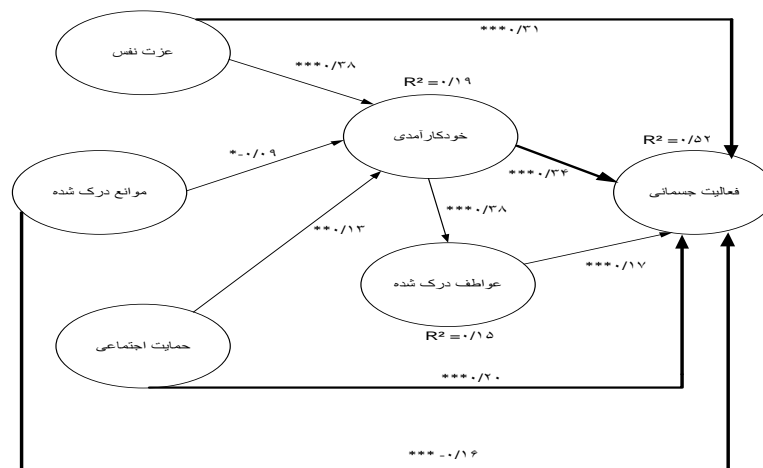 ***۰/۳۱
عزت نفس
***۰/۳۸
R² =۰/۱۹
خودکارآمدی
R² =۰/۵۲
*-۰/۰۹
***۰/۳۴
موانع درک شده
فعالیت جسمانی
***۰/۳۸
**۰/۱۳
***۰/۱۷
عواطف درک شده
R² =۰/۱۵
حمایت اجتماعی
***۰/۲۰
*** -۰/۱۶